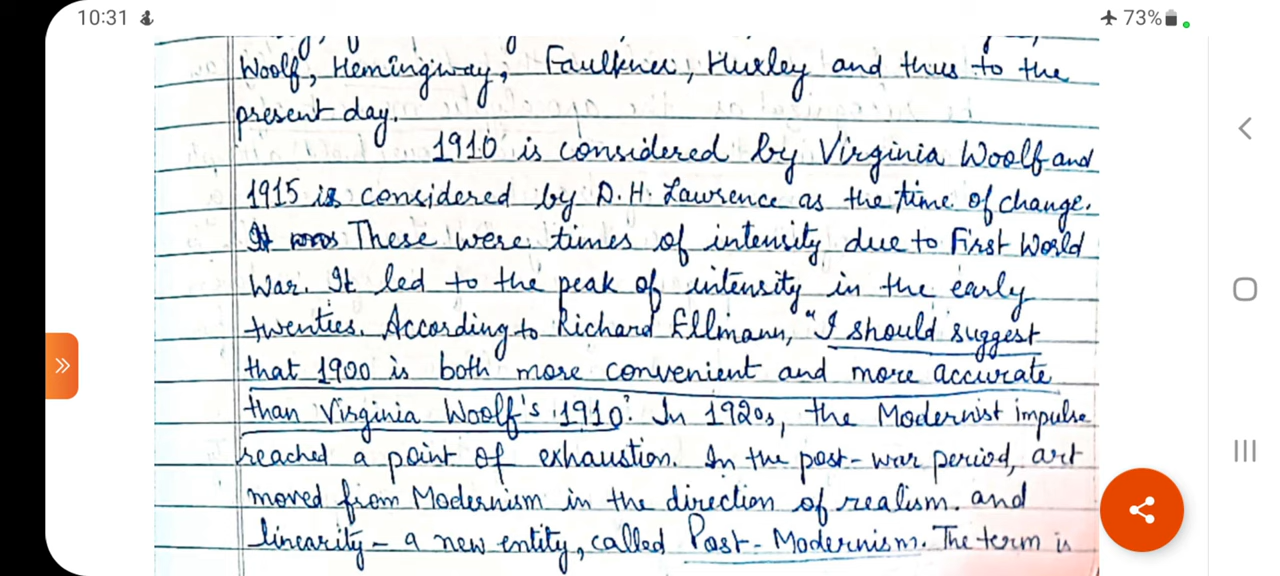 10:31
73%
Woolf, Hemingway, Faulkner, Huxley and thus to the
present day.
1910 is considered by Virginia Woolf and
1915 is considered by D.H. Lawrence as the time of change.
These were times of intensity due to First World
War. It led to the peak of intensity in the early
twenties. According to Richard Ellmann, "I should suggest
that 1900 is both more convenient and more accurate
than Virginia Woolf's 1910". In 1920s, the Modernist impulse
reached a point of exhaustion. In the post-war period, art
moved from Modernism in the direction of realism and
linearity - a new entity, called Post-Modernism. The term is